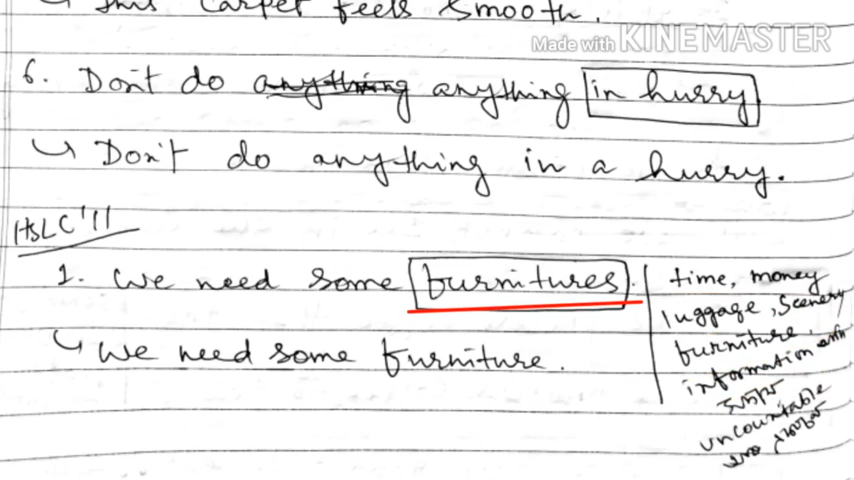 This carpet feels smooth.
Made with KINEMASTER
6. Don't do anything anything in hurry
Don't do anything in a hurry.
HSLC'11
1. We need some furnitures.
We need some furniture.
time, money
luggage, scenery
furniture,
information
uncountable